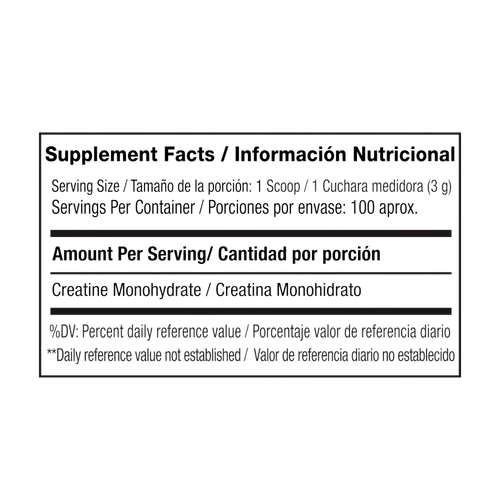 Supplement Facts / Información Nutricional
Serving Size / Tamaño de la porción: 1 Scoop / 1 Cuchara medidora (3 g)
Servings Per Container / Porciones por envase: 100 aprox.
Amount Per Serving/ Cantidad por porción
Creatine Monohydrate / Creatina Monohidrato
%DV: Percent daily reference value / Porcentaje valor de referencia diario
**Daily reference value not established / Valor de referencia diario no establecido